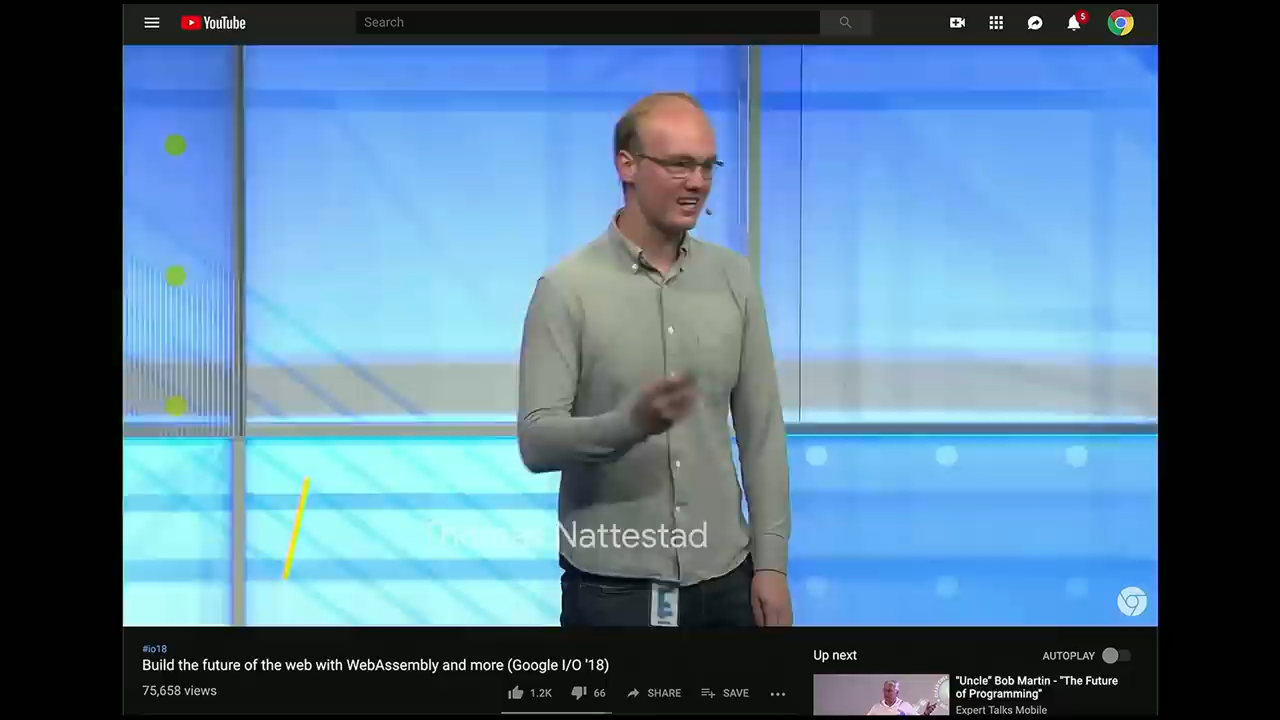 YouTube
Search
5
Thomas Nattestad
E
#io18
Build the future of the web with WebAssembly and more (Google I/O '18)
75,658 views
1.2K
66
SHARE
SAVE
Up next
AUTOPLAY
"Uncle" Bob Martin - "The Future
of Programming"
Expert Talks Mobile